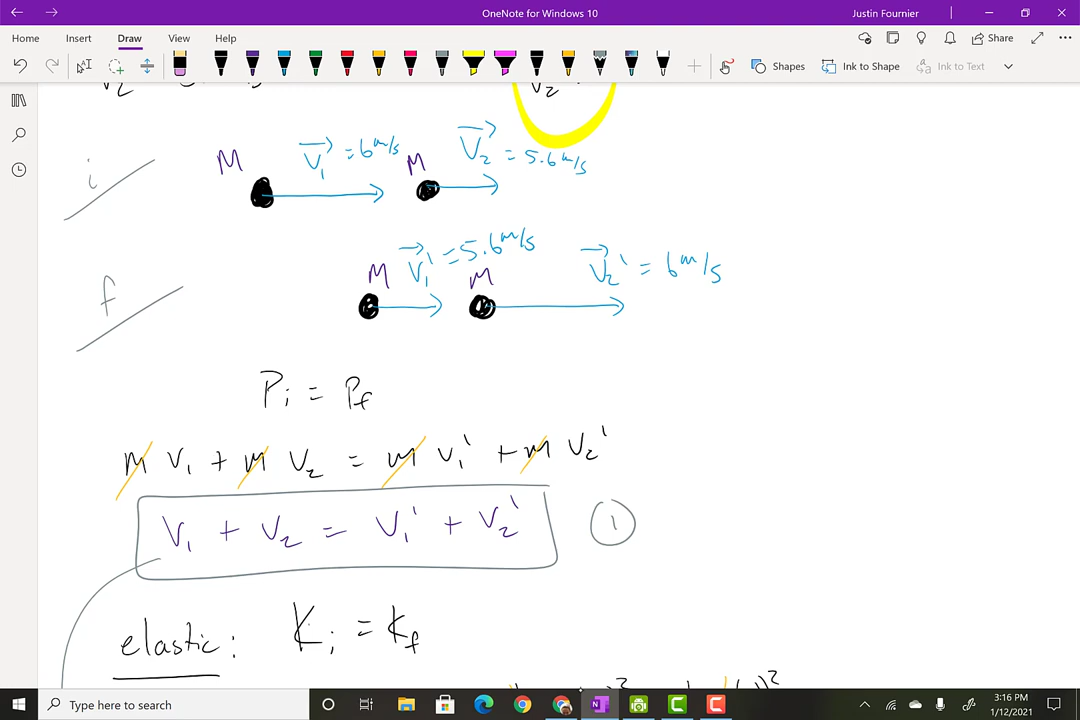 OneNote for Windows 10
Justin Fournier
Home Insert Draw View Help
Share
Shapes
Ink to Shape
Ink to Text
V₂
V₂
i
M
V₁ = 6 m/s
M
V₂ = 5.6 m/s
f
M
V₁' = 5.6 m/s
M
V₂' = 6 m/s
Pi = Pf
m V₁ + m V₂ = m V₁' + m V₂'
V₁ + V₂ = V₁' + V₂'
1
elastic: Ki = Kf
Type here to search
3:16 PM
1/12/2021